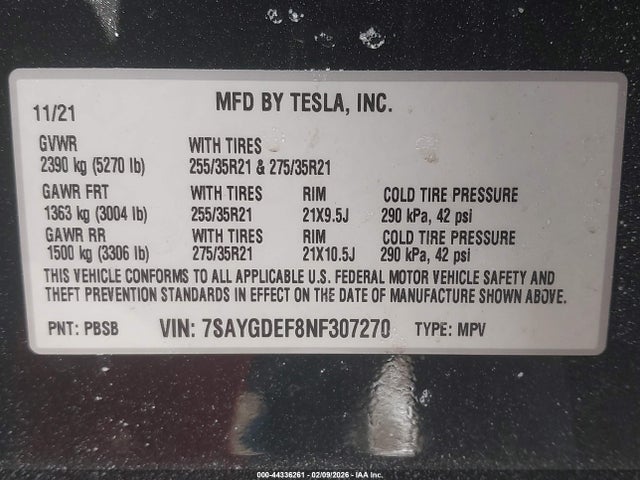 11/21 MFD BY TESLA, INC.
GVWR WITH TIRES
2390 kg (5270 lb) 255/35R21 & 275/35R21
GAWR FRT WITH TIRES RIM COLD TIRE PRESSURE
1363 kg (3004 lb) 255/35R21 21X9.5J 290 kPa, 42 psi
GAWR RR WITH TIRES RIM COLD TIRE PRESSURE
1500 kg (3306 lb) 275/35R21 21X10.5J 290 kPa, 42 psi
THIS VEHICLE CONFORMS TO ALL APPLICABLE U.S. FEDERAL MOTOR VEHICLE SAFETY AND
THEFT PREVENTION STANDARDS IN EFFECT ON THE DATE OF MANUFACTURE SHOWN ABOVE.
PNT: PBSB VIN: 7SAYGDEF8NF307270 TYPE: MPV
000-44336261 - 02/09/2026 - IAA Inc.